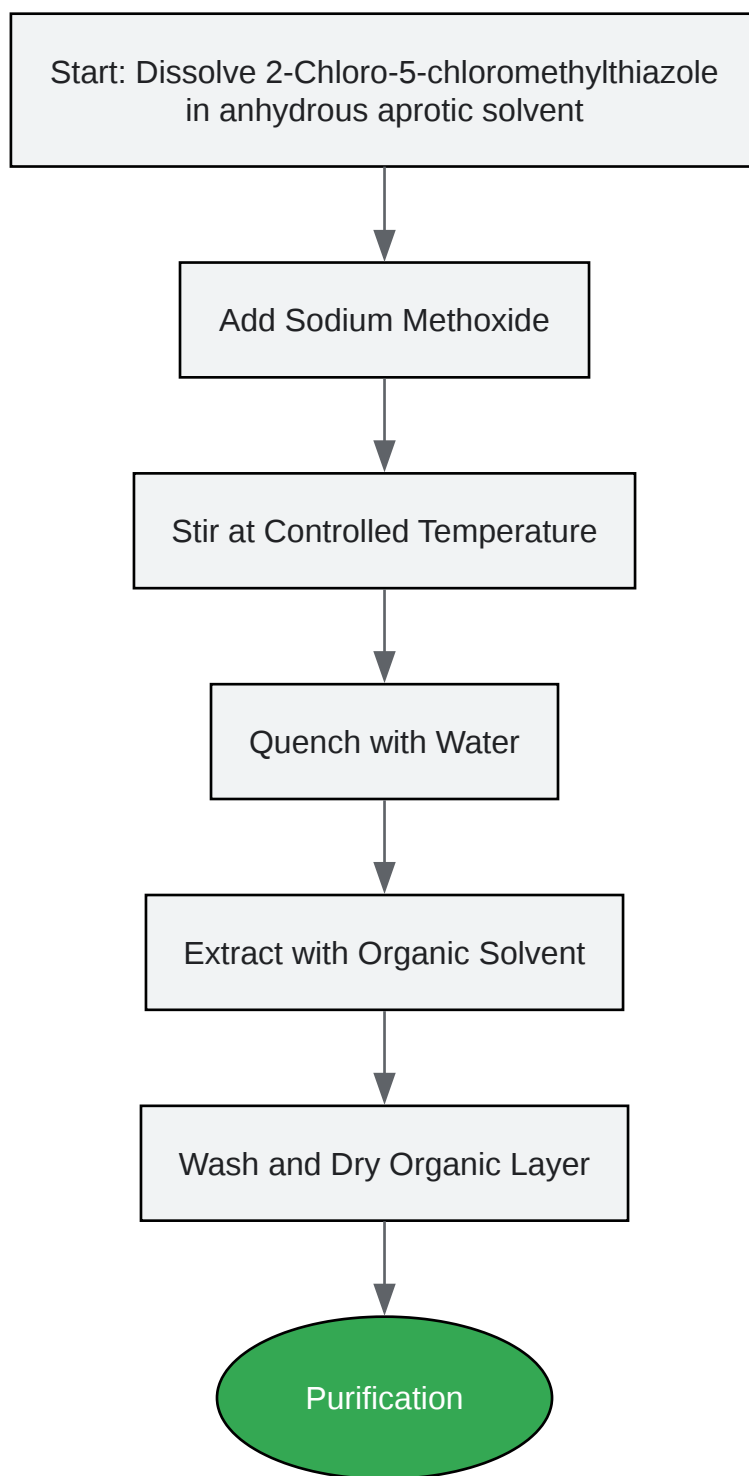 Start: Dissolve 2-Chloro-5-chloromethylthiazole
in anhydrous aprotic solvent
Add Sodium Methoxide
Stir at Controlled Temperature
Quench with Water
Extract with Organic Solvent
Wash and Dry Organic Layer
Purification